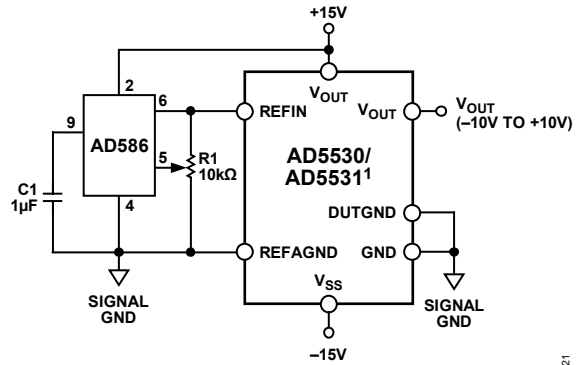 +15V
2
6
9
5
4
AD586
C1
1µF
R1
10kΩ
SIGNAL
GND
VOUT
REFIN
VOUT
VOUT
(–10V TO +10V)
AD5530/
AD5531¹
DUTGND
REFAGND
GND
VSS
SIGNAL
GND
–15V
21